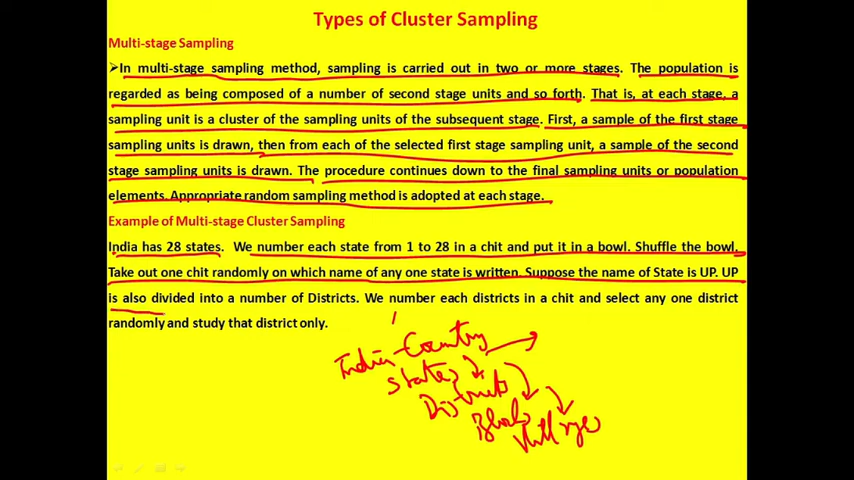 Types of Cluster Sampling
Multi-stage Sampling
➢In multi-stage sampling method, sampling is carried out in two or more stages. The population is
regarded as being composed of a number of second stage units and so forth. That is, at each stage, a
sampling unit is a cluster of the sampling units of the subsequent stage. First, a sample of the first stage
sampling units is drawn, then from each of the selected first stage sampling unit, a sample of the second
stage sampling units is drawn. The procedure continues down to the final sampling units or population
elements. Appropriate random sampling method is adopted at each stage.
Example of Multi-stage Cluster Sampling
India has 28 states. We number each state from 1 to 28 in a chit and put it in a bowl. Shuffle the bowl.
Take out one chit randomly on which name of any one state is written. Suppose the name of State is UP. UP
is also divided into a number of Districts. We number each districts in a chit and select any one district
randomly and study that district only.
India-Country
States
Districts
Blocks
Villages